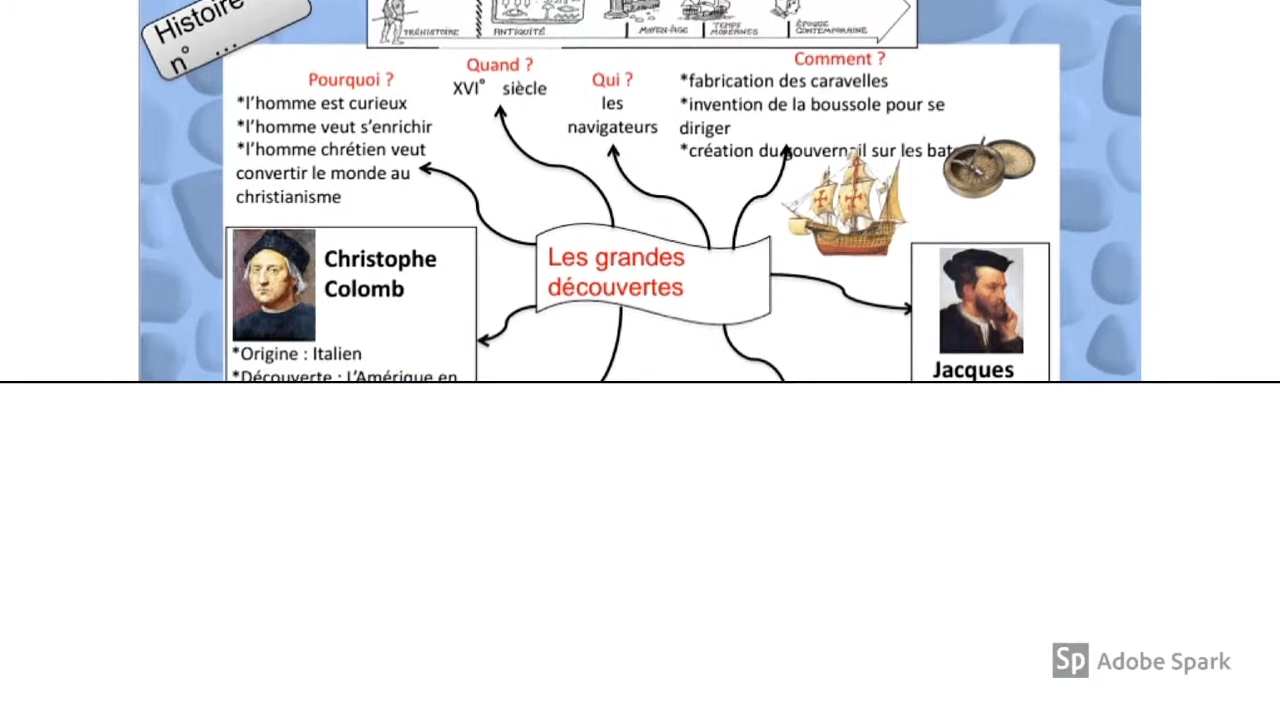 Histoire
n° ...
PRÉHISTOIRE
ANTIQUITÉ
MOYEN-ÂGE
TEMPS
MODERNES
ÉPOQUE
CONTEMPORAINE
Pourquoi ?
*l'homme est curieux
*l'homme veut s'enrichir
*l'homme chrétien veut
convertir le monde au
christianisme
Quand ?
XVI° siècle
Qui ?
les
navigateurs
Comment ?
*fabrication des caravelles
*invention de la boussole pour se
diriger
*création du gouvernail sur les bat
Les grandes
découvertes
Christophe
Colomb
*Origine : Italien
*Découverte : L'Amérique en
Jacques
Sp Adobe Spark